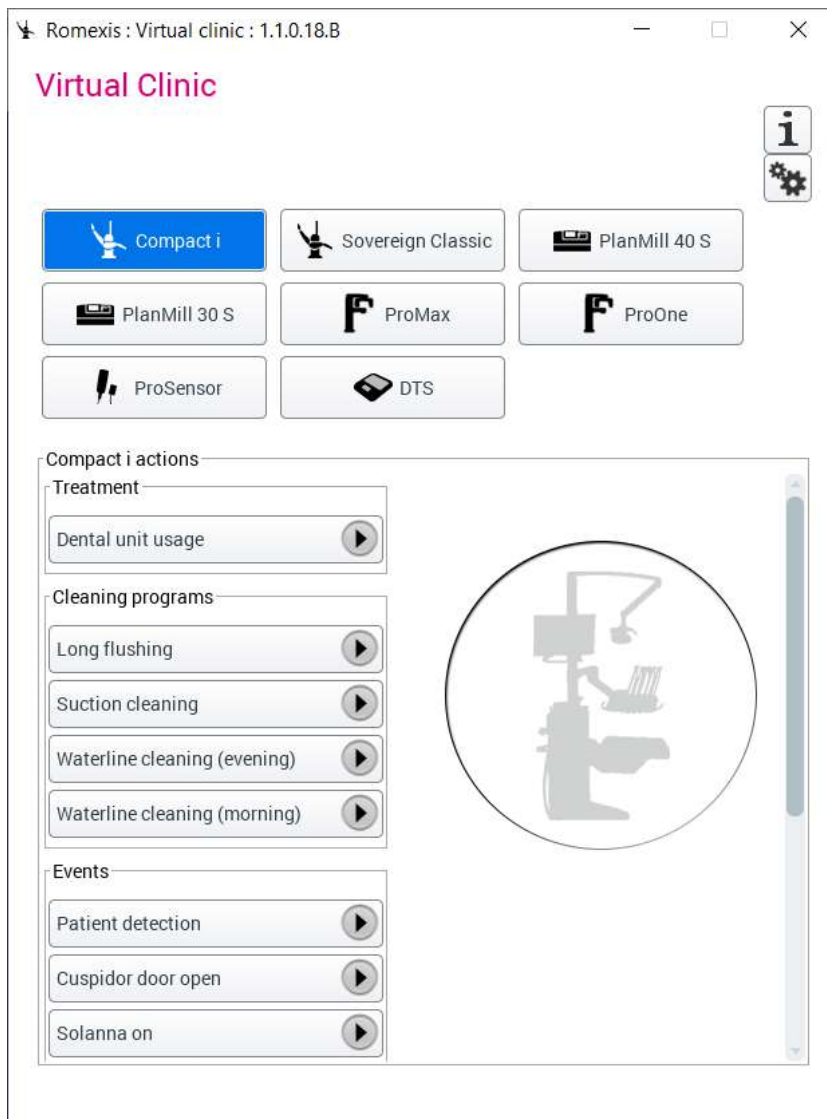 Romexis : Virtual clinic : 1.1.0.18.B
Virtual Clinic
Compact i
Sovereign Classic
PlanMill 40 S
PlanMill 30 S
ProMax
ProOne
ProSensor
DTS
Compact i actions
Treatment
Dental unit usage
Cleaning programs
Long flushing
Suction cleaning
Waterline cleaning (evening)
Waterline cleaning (morning)
Events
Patient detection
Cuspidor door open
Solanna on